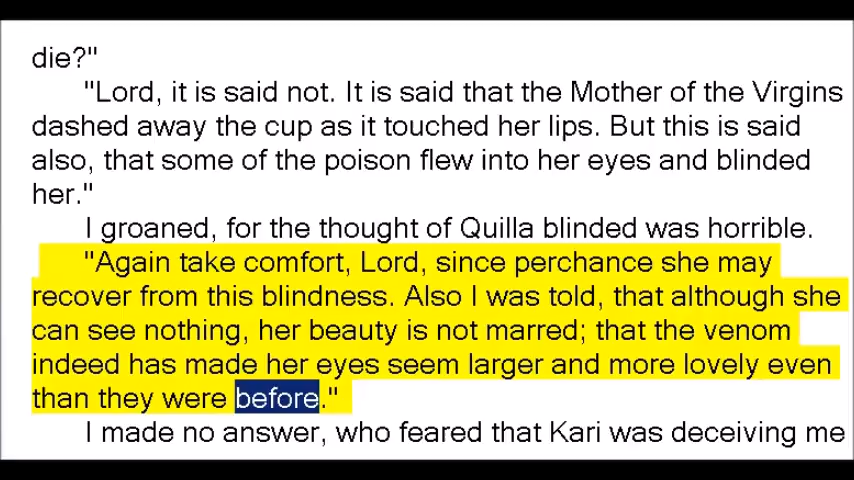 die?"
"Lord, it is said not. It is said that the Mother of the Virgins
dashed away the cup as it touched her lips. But this is said
also, that some of the poison flew into her eyes and blinded
her."
I groaned, for the thought of Quilla blinded was horrible.
"Again take comfort, Lord, since perchance she may
recover from this blindness. Also I was told, that although she
can see nothing, her beauty is not marred; that the venom
indeed has made her eyes seem larger and more lovely even
than they were before."
I made no answer, who feared that Kari was deceiving me